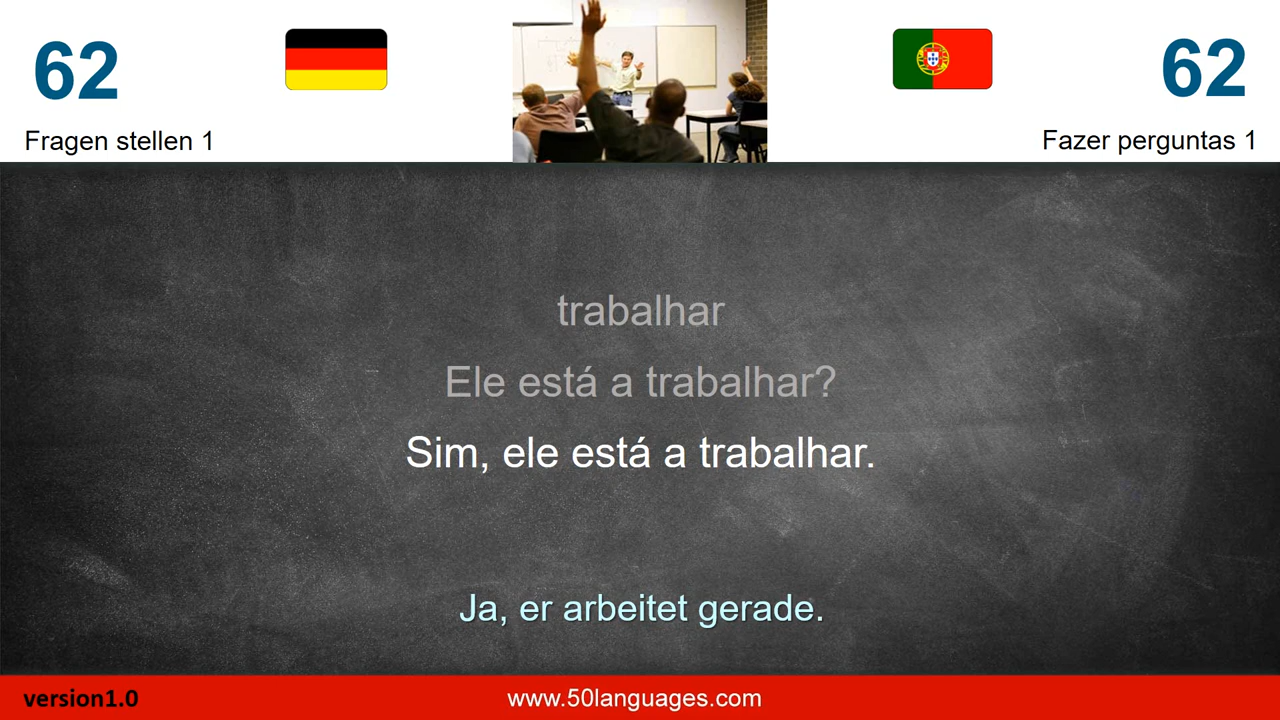 62
62
Fragen stellen 1
Fazer perguntas 1
trabalhar
Ele está a trabalhar?
Sim, ele está a trabalhar.
Ja, er arbeitet gerade.
version1.0
www.50languages.com